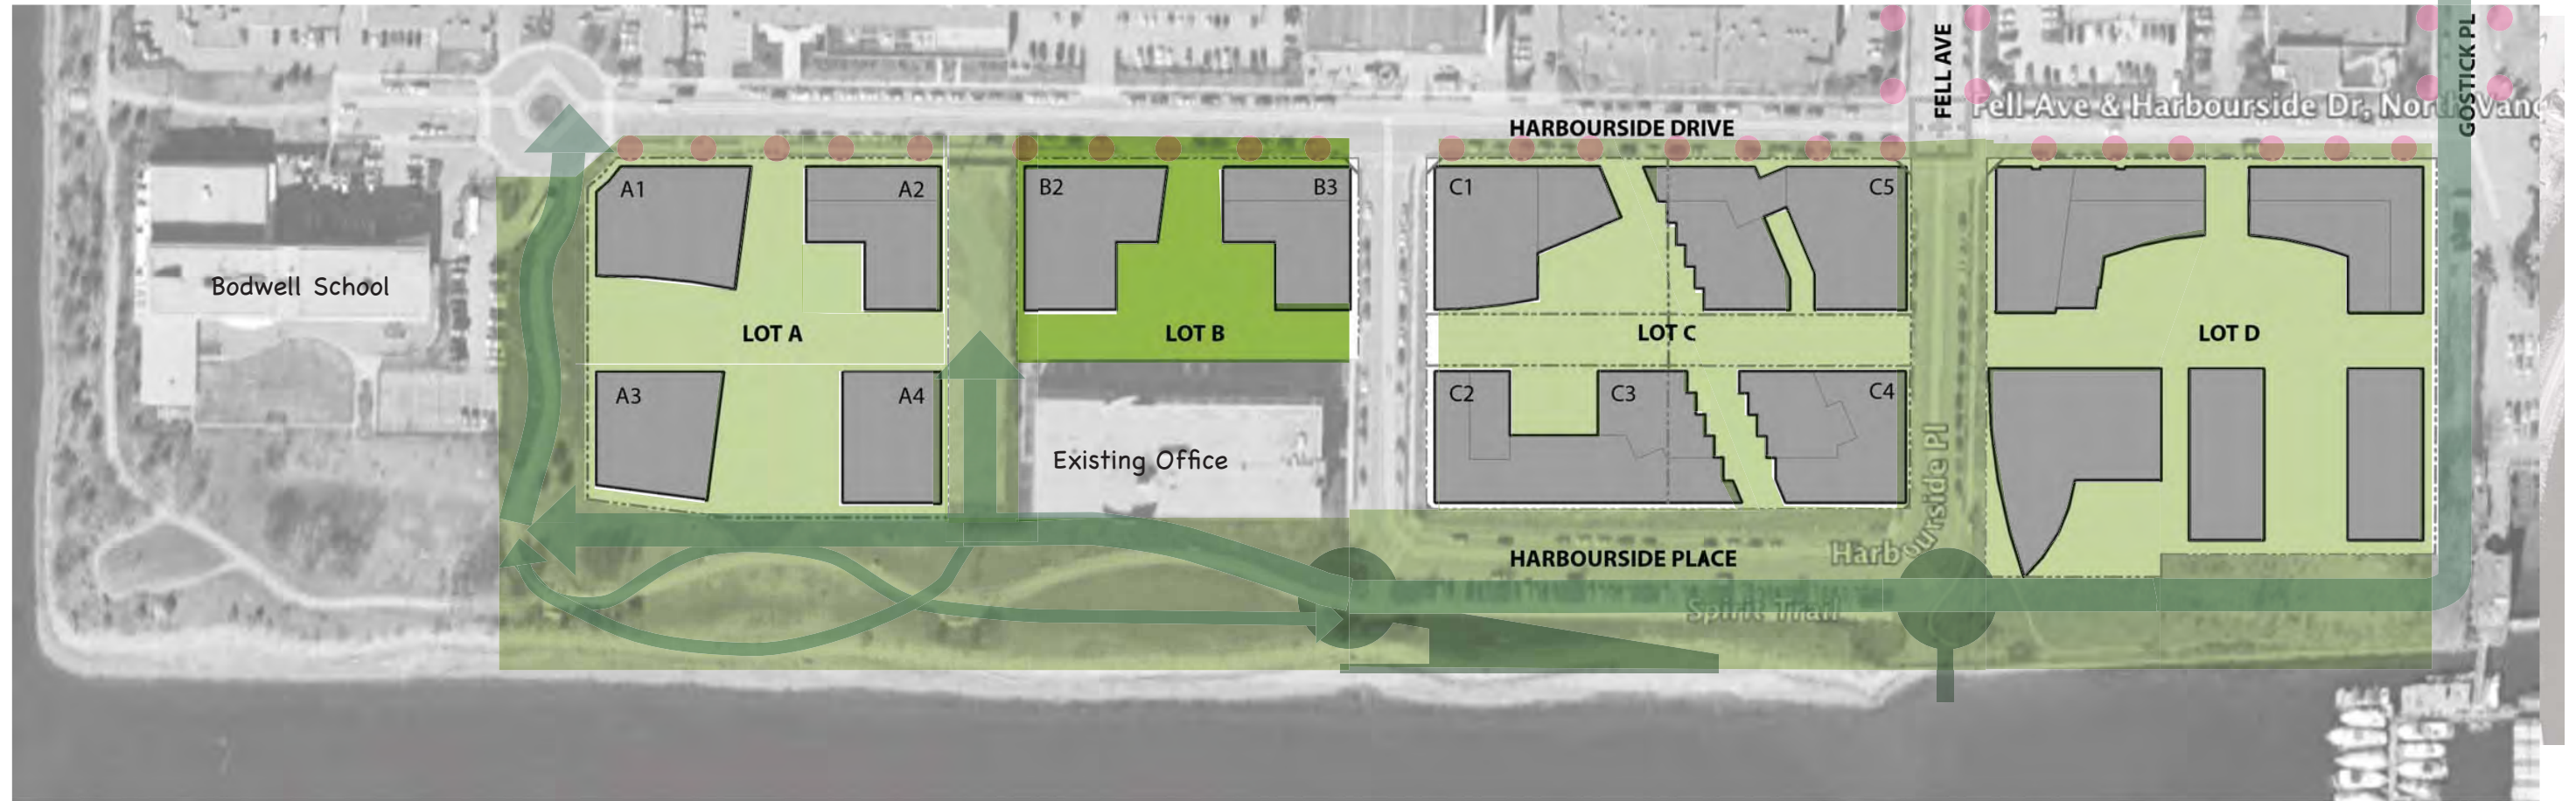 FELL AVE
GOSTICK PL
Fell Ave & Harbourside Dr, North Vanc
HARBOURSIDE DRIVE
A1
A2
B2
B3
C1
C5
Bodwell School
LOT A
LOT B
LOT C
LOT D
A3
A4
C2
C3
C4
Existing Office
Harbourside Pl
HARBOURSIDE PLACE
Spirit Trail